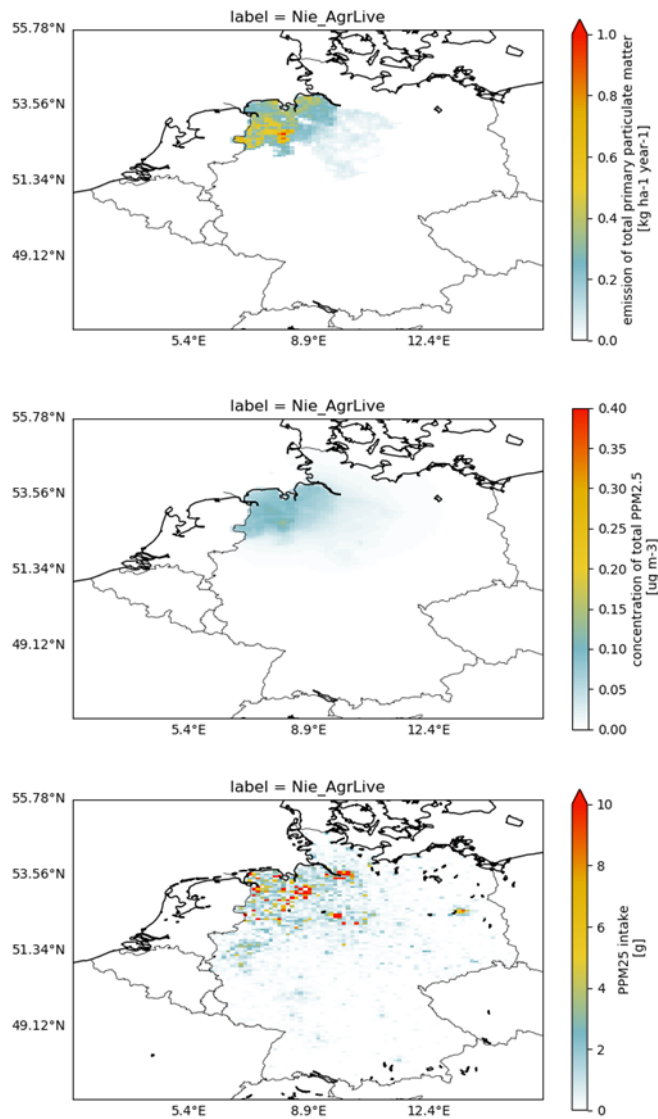 label = Nie_AgrLive
55.78°N
53.56°N
51.34°N
49.12°N
5.4°E 8.9°E 12.4°E
1.0
0.8
0.6
0.4
0.2
0.0
emission of total primary particulate matter
[kg ha-1 year-1]
label = Nie_AgrLive
55.78°N
53.56°N
51.34°N
49.12°N
5.4°E 8.9°E 12.4°E
0.40
0.35
0.30
0.25
0.20
0.15
0.10
0.05
0.00
concentration of total PPM2.5
[ug m-3]
label = Nie_AgrLive
55.78°N
53.56°N
51.34°N
49.12°N
5.4°E 8.9°E 12.4°E
10
8
6
4
2
0
PPM25 intake
[g]